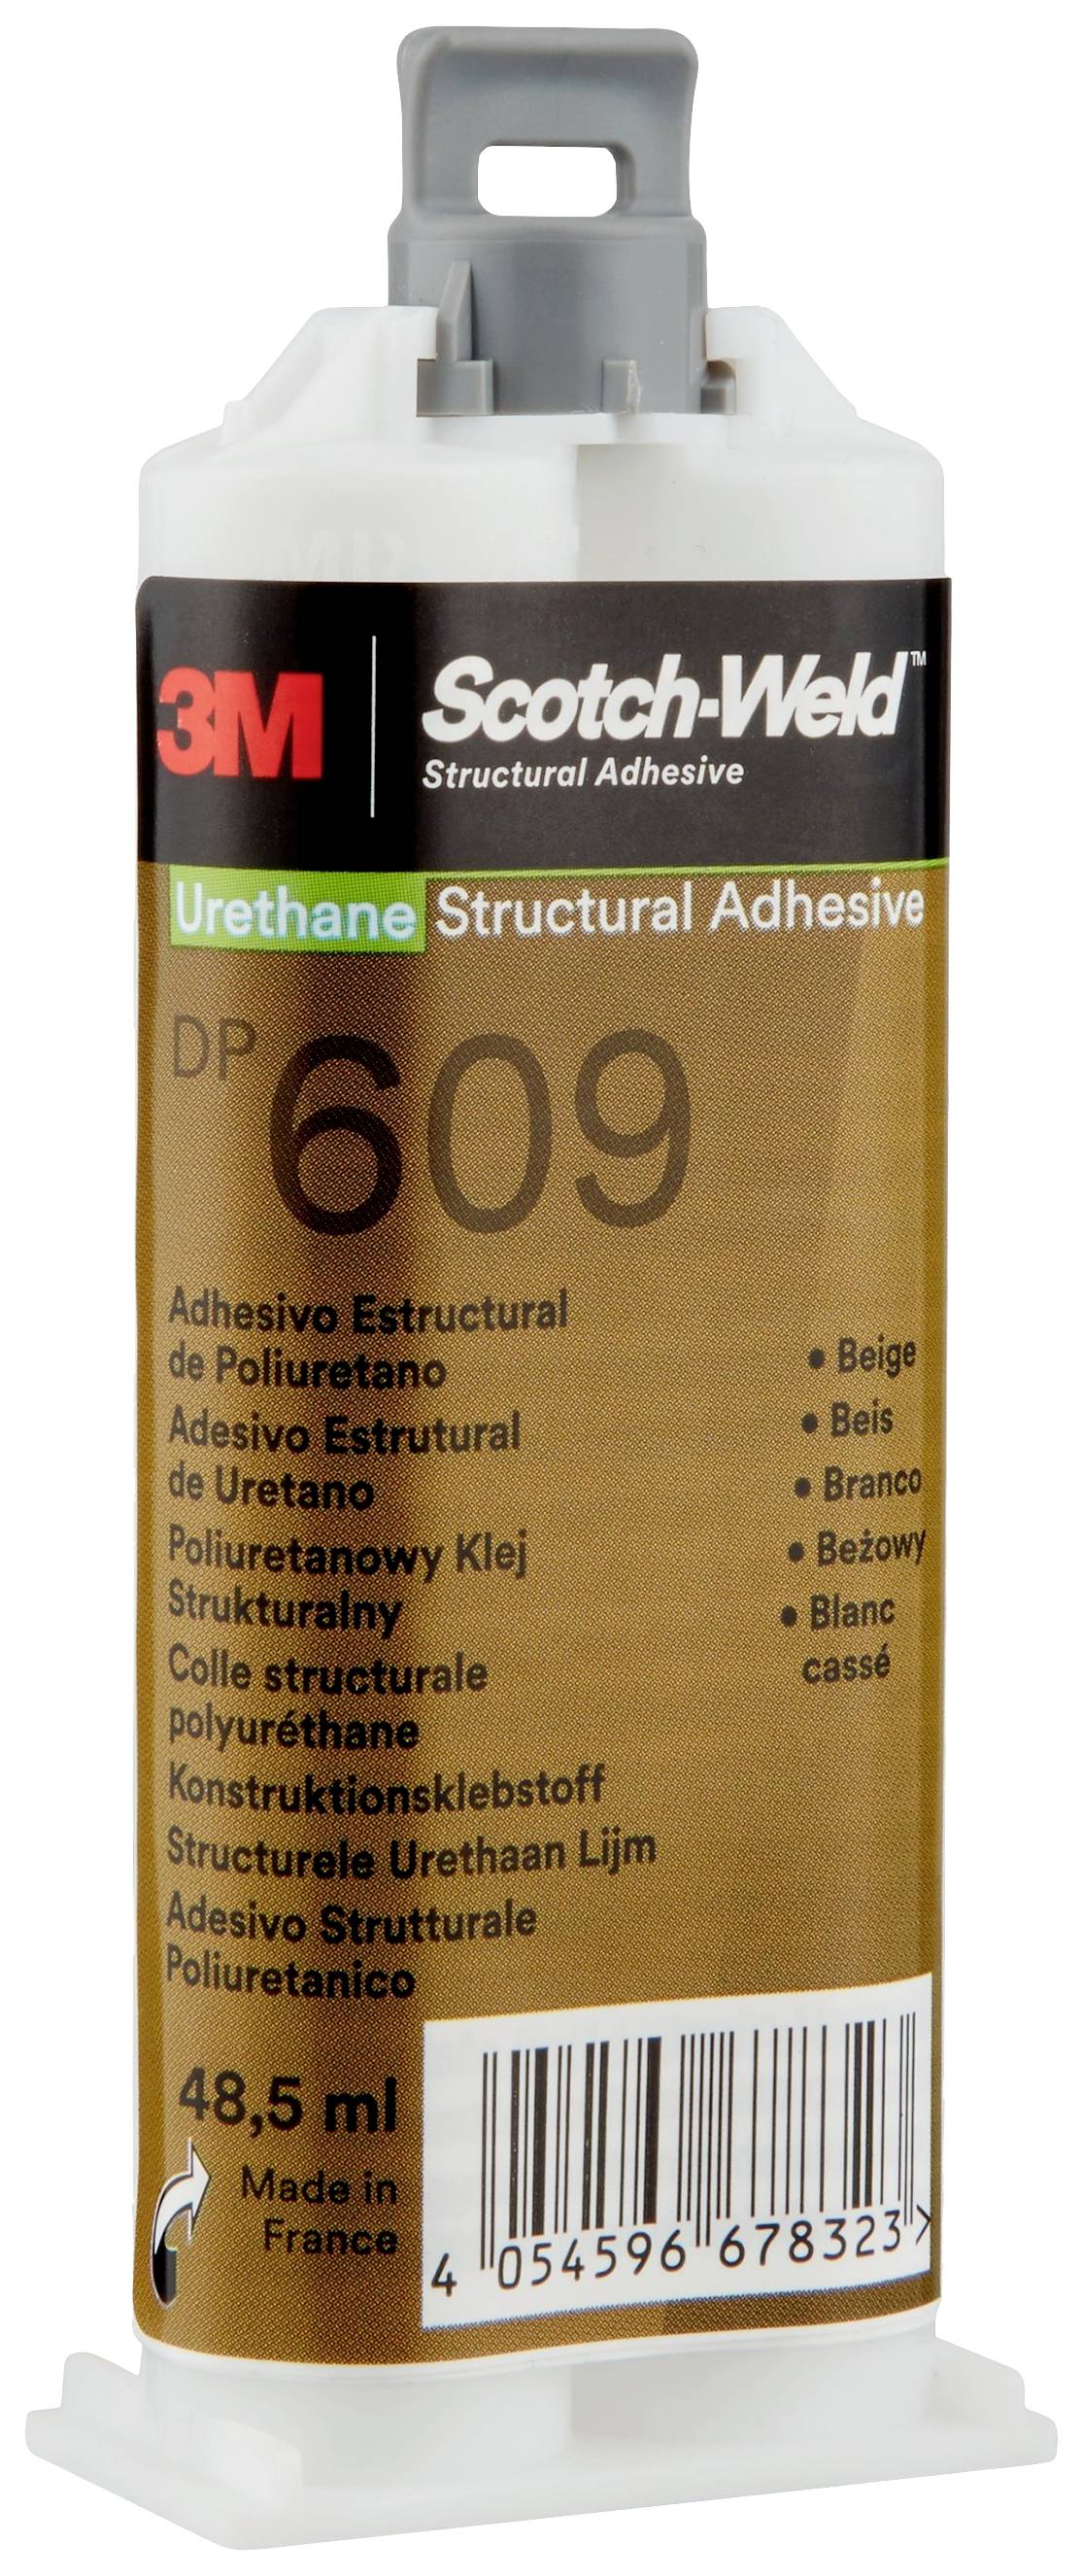 3M
Scotch-Weld™
Structural Adhesive
Urethane Structural Adhesive
DP 609
Adhesivo Estructural
de Poliuretano
Adesivo Estrutural
de Uretano
Poliuretanowy Klej
Strukturalny
Colle structurale
polyuréthane
Konstruktionsklebstoff
Structurele Urethaan Lijm
Adesivo Strutturale
Poliuretanico
• Beige
• Beis
• Branco
• Beżowy
• Blanc
cassé
48,5 ml
Made in
France
4 054596 678323 >